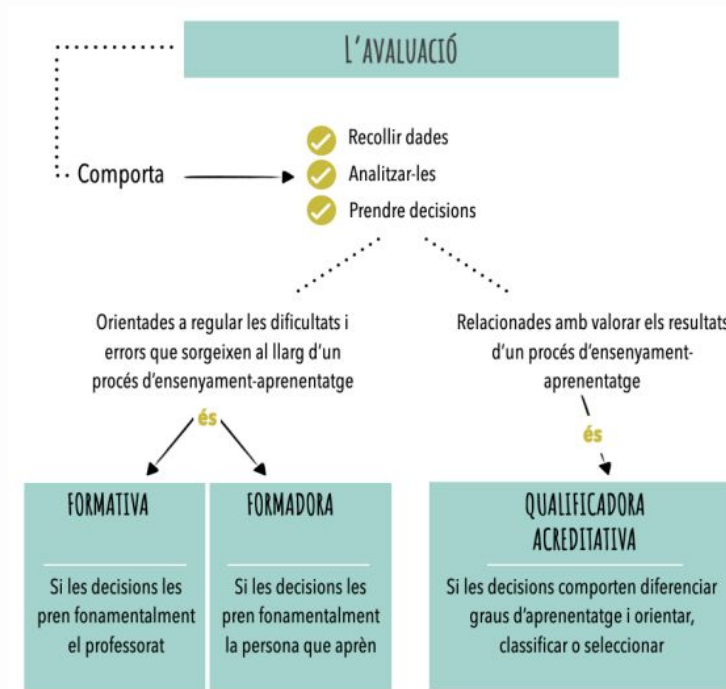 L'AVALUACIÓ
Comporta
Recollir dades
Analitzar-les
Prendre decisions
Orientades a regular les dificultats i
errors que sorgeixen al llarg d'un
procés d'ensenyament-aprenentatge
Relacionades amb valorar els resultats
d'un procés d'ensenyament-
aprenentatge
és
és
FORMATIVA
Si les decisions les
pren fonamentalment
el professorat
FORMADORA
Si les decisions les
pren fonamentalment
la persona que aprèn
QUALIFICADORA
ACREDITATIVA
Si les decisions comporten diferenciar
graus d'aprenentatge i orientar,
classificar o seleccionar